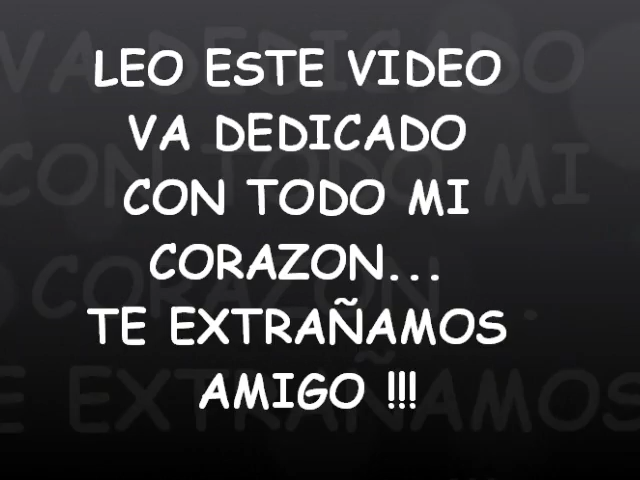 LEO ESTE VIDEO
VA DEDICADO
CON TODO MI
CORAZON...
TE EXTRAÑAMOS
AMIGO !!!